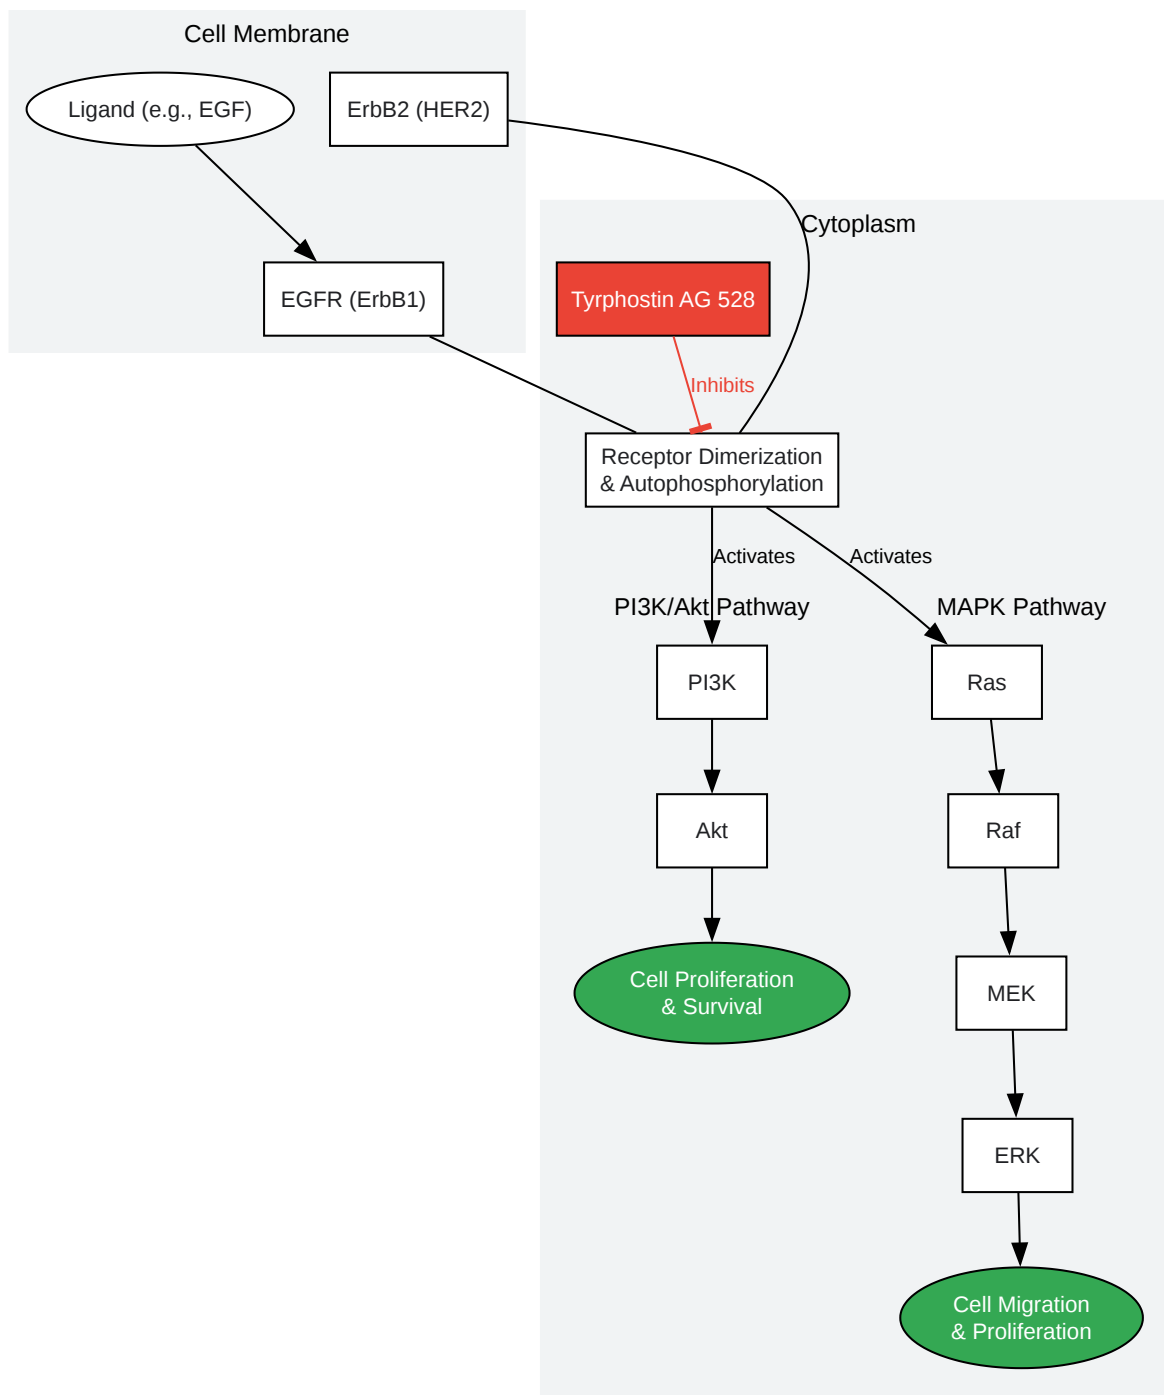 Cell Membrane
Ligand (e.g., EGF)
ErbB2 (HER2)
Cytoplasm
EGFR (ErbB1)
Tyrphostin AG 528
Inhibits
Receptor Dimerization
& Autophosphorylation
Activates
Activates
PI3K/Akt Pathway
MAPK Pathway
PI3K
Ras
Akt
Raf
Cell Proliferation
& Survival
MEK
ERK
Cell Migration
& Proliferation